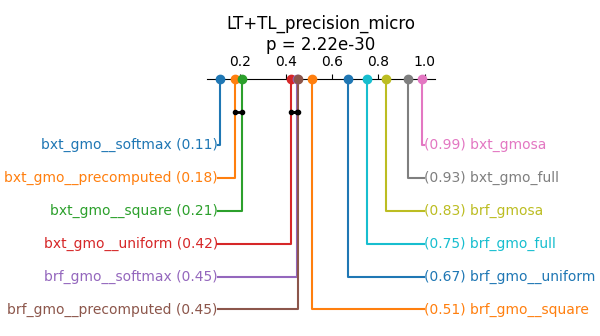 LT+TL_precision_micro
p = 2.22e-30
0.2 0.4 0.6 0.8 1.0
bxt_gmo__softmax (0.11)
(0.99) bxt_gmosa
bxt_gmo__precomputed (0.18)
(0.93) bxt_gmo_full
bxt_gmo__square (0.21)
(0.83) brf_gmosa
bxt_gmo__uniform (0.42)
(0.75) brf_gmo_full
brf_gmo__softmax (0.45)
(0.67) brf_gmo__uniform
brf_gmo__precomputed (0.45)
(0.51) brf_gmo__square